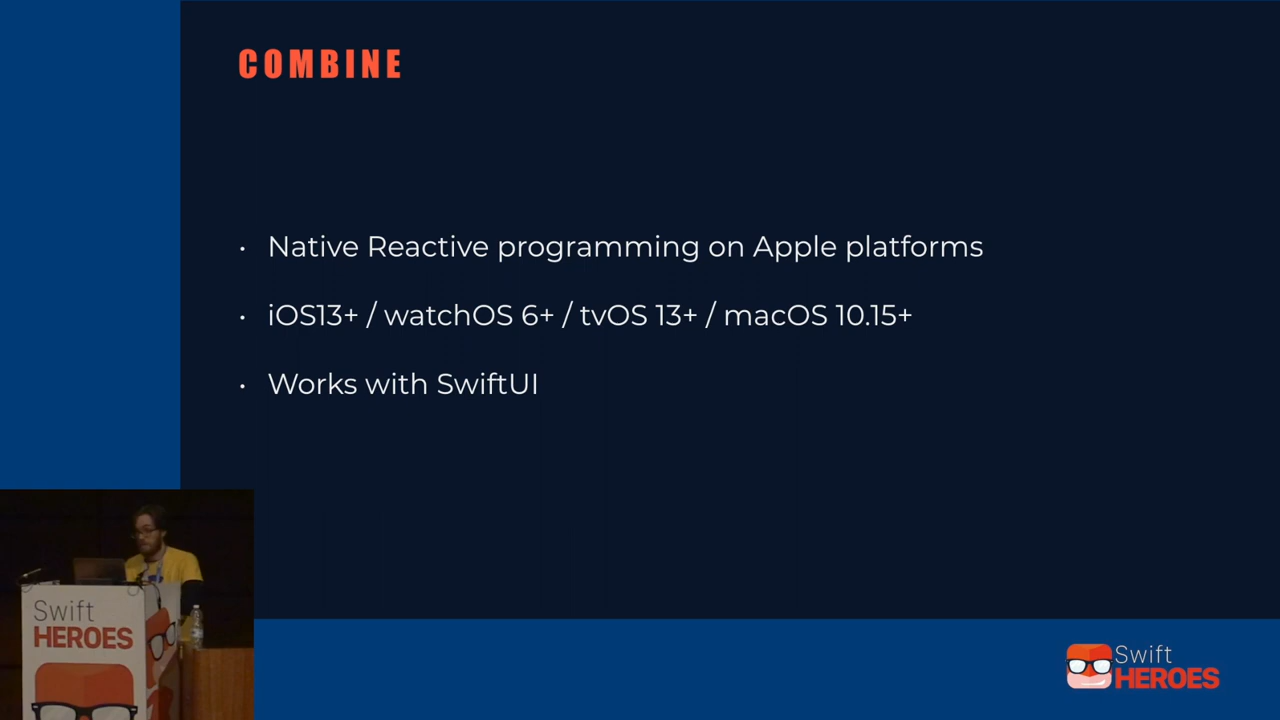 COMBINE
• Native Reactive programming on Apple platforms
• iOS13+ / watchOS 6+ / tvOS 13+ / macOS 10.15+
• Works with SwiftUI
Swift
HEROES
Swift
HEROES